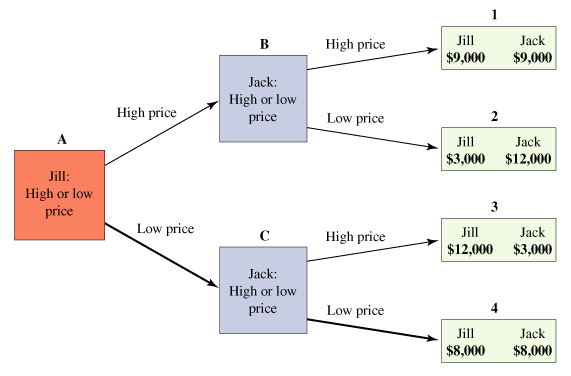 A
Jill:
High or low
price
High price
Low price
B
Jack:
High or low
price
High price
Low price
C
Jack:
High or low
price
High price
Low price
1
Jill Jack
$9,000 $9,000
2
Jill Jack
$3,000 $12,000
3
Jill Jack
$12,000 $3,000
4
Jill Jack
$8,000 $8,000